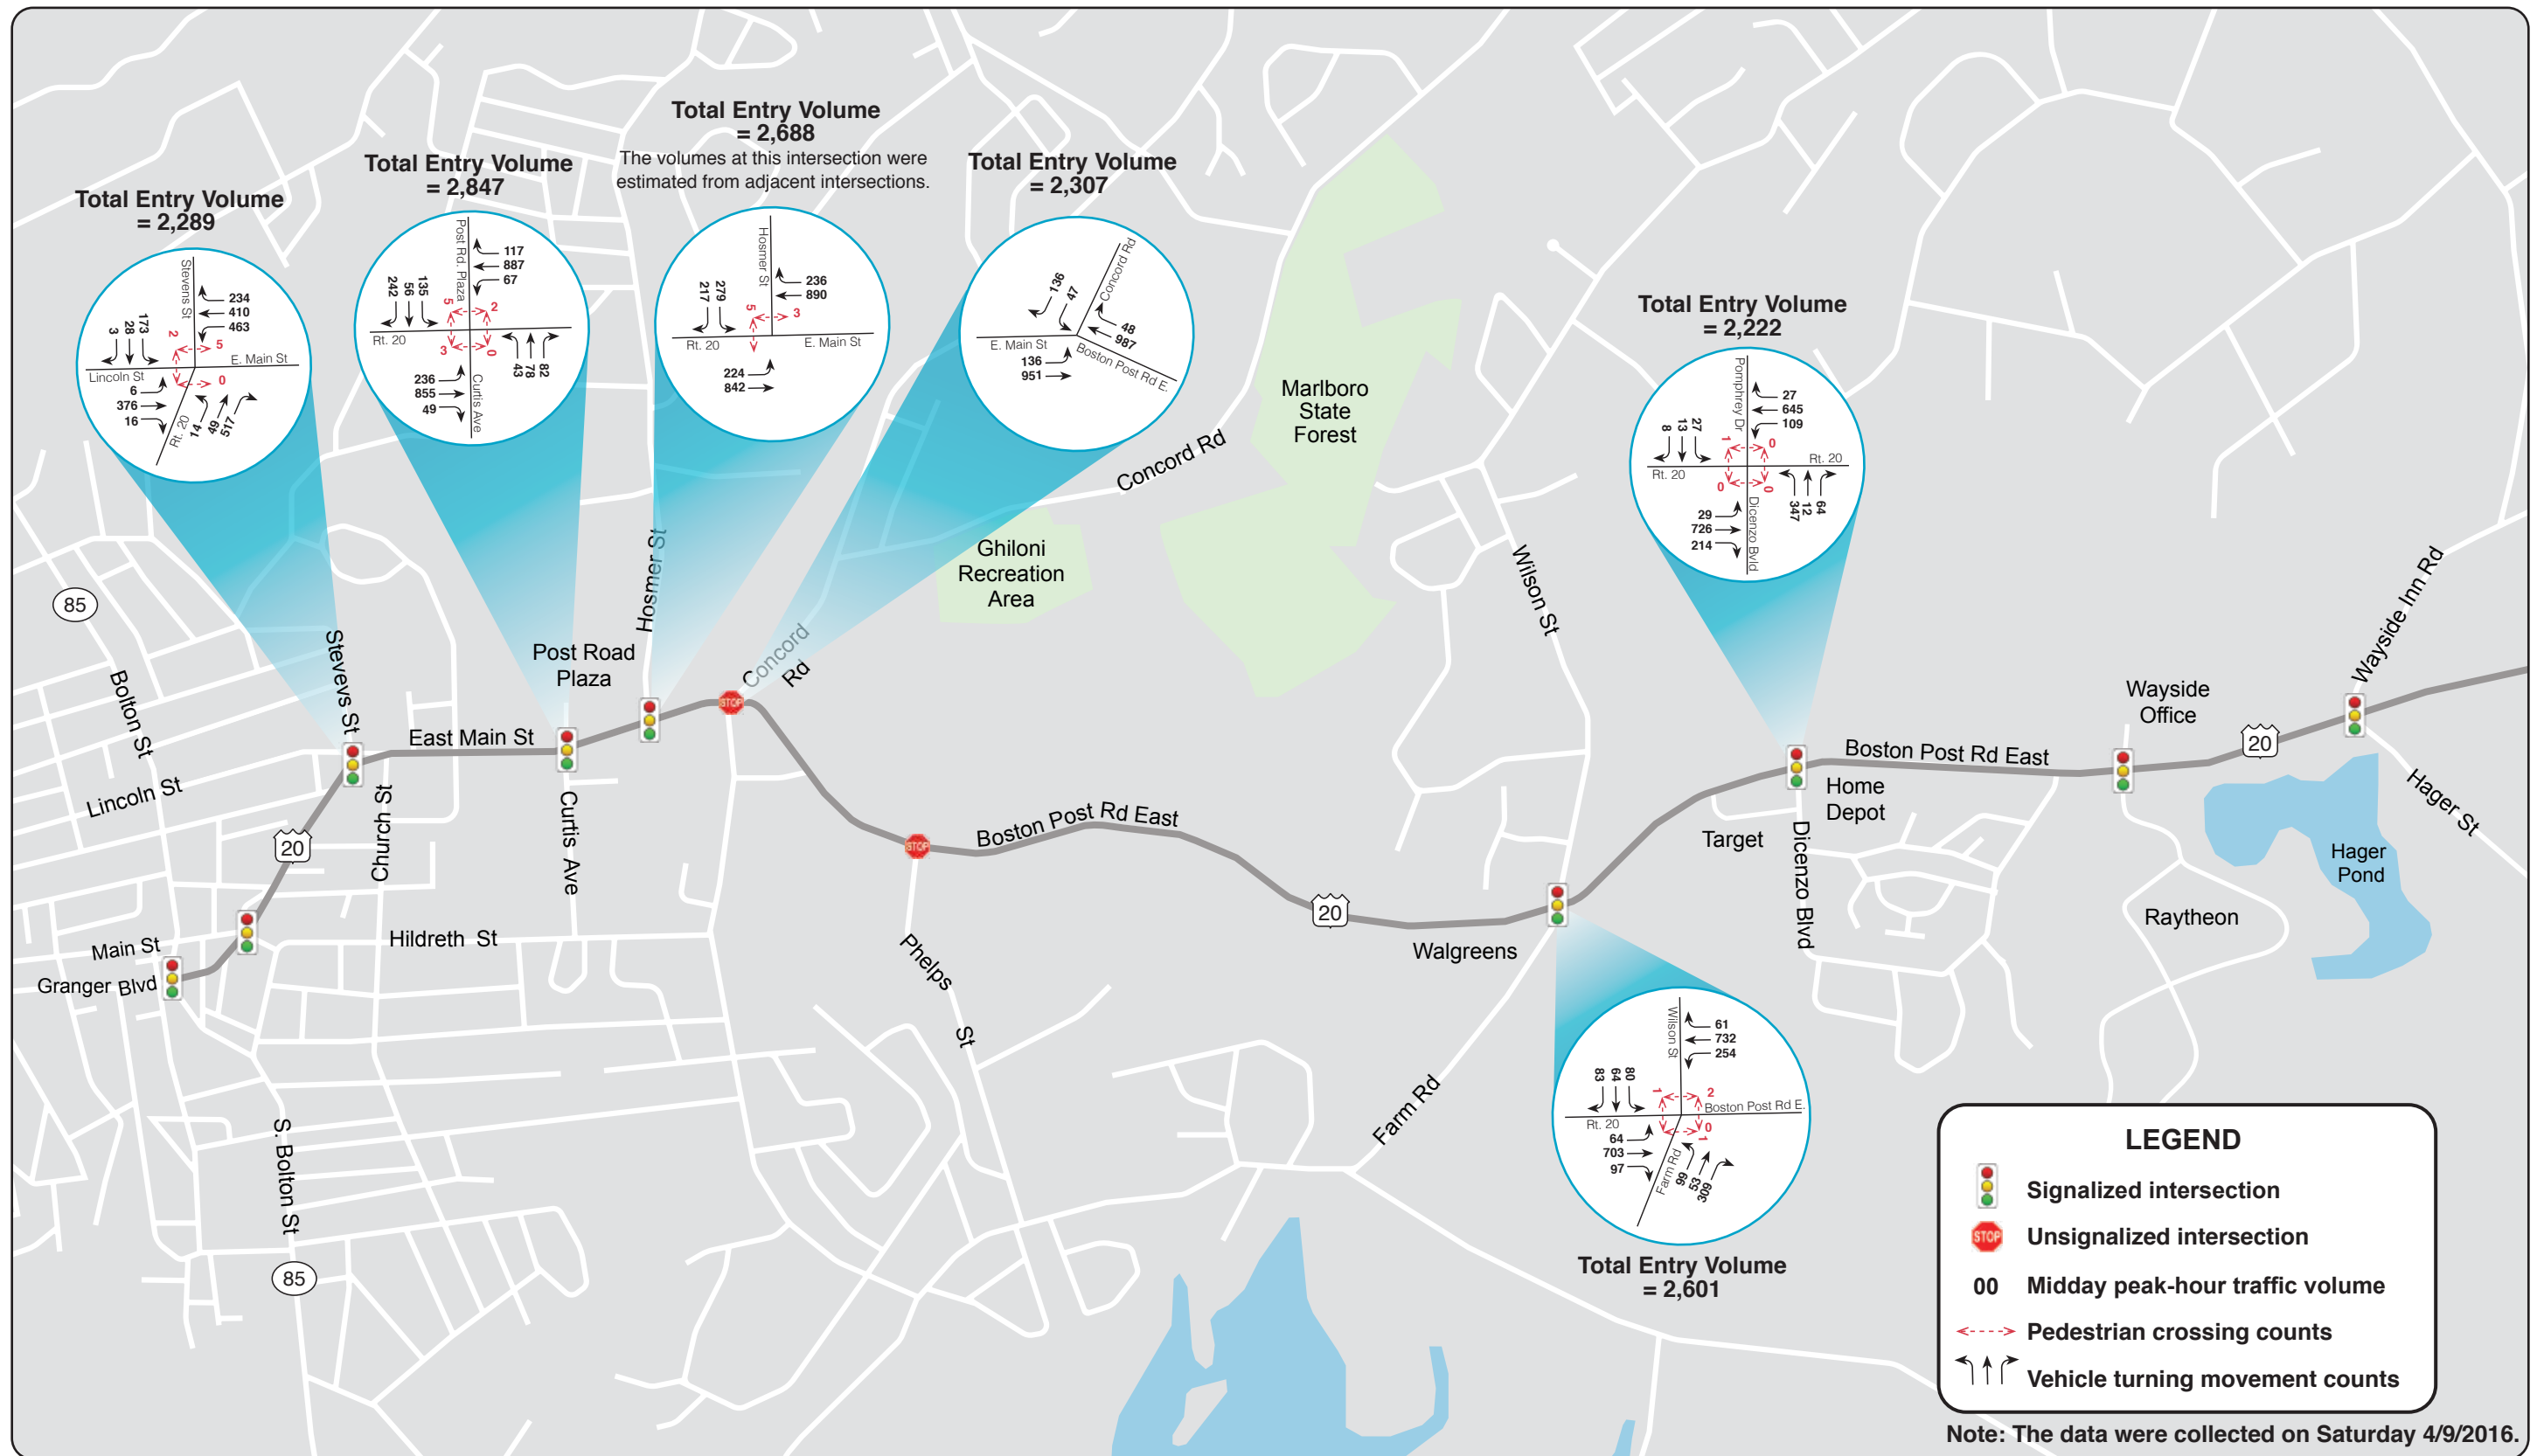 Total Entry Volume
= 2,289
Stevens St
234
410
463
3
28
173
2
5
E. Main St
Lincoln St
0
6
376
16
Rt. 20
14
49
517
Total Entry Volume
= 2,847
Post Rd. Plaza
117
887
67
242
56
135
5
2
Rt. 20
3
0
43
78
82
236
855
49
Curtis Ave
Total Entry Volume
= 2,688
The volumes at this intersection were
estimated from adjacent intersections.
Hosmer St
236
890
217
279
5
3
Rt. 20
E. Main St
224
842
Total Entry Volume
= 2,307
136
47
Concord Rd
48
987
E. Main St
Boston Post Rd E.
136
951
Total Entry Volume
= 2,222
Pomphrey Dr
27
645
109
8
13
27
1
0
Rt. 20
Rt. 20
0
0
347
12
64
29
726
214
Dicenzo Bvld
Marlboro
State
Forest
Concord Rd
Ghiloni
Recreation
Area
Hosmer St
Wilson St
Wayside Inn Rd
85
Bolton St
Stevevs St
Post Road
Plaza
Concord
Rd
STOP
Wayside
Office
East Main St
Boston Post Rd East
20
Lincoln St
Church St
Curtis Ave
20
STOP
Boston Post Rd East
Home
Depot
Target
Dicenzo Blvd
Hager St
Hager
Pond
Main St
Granger Blvd
Hildreth St
Phelps
St
20
Walgreens
Raytheon
Wilson St
61
732
254
83
64
80
1
2
Boston Post Rd E.
Rt. 20
0
1
64
703
97
Farm Rd
99
53
309
Total Entry Volume
= 2,601
Farm Rd
S. Bolton St
85
LEGEND
Signalized intersection
STOP Unsignalized intersection
00 Midday peak-hour traffic volume
Pedestrian crossing counts
Vehicle turning movement counts
Note: The data were collected on Saturday 4/9/2016.